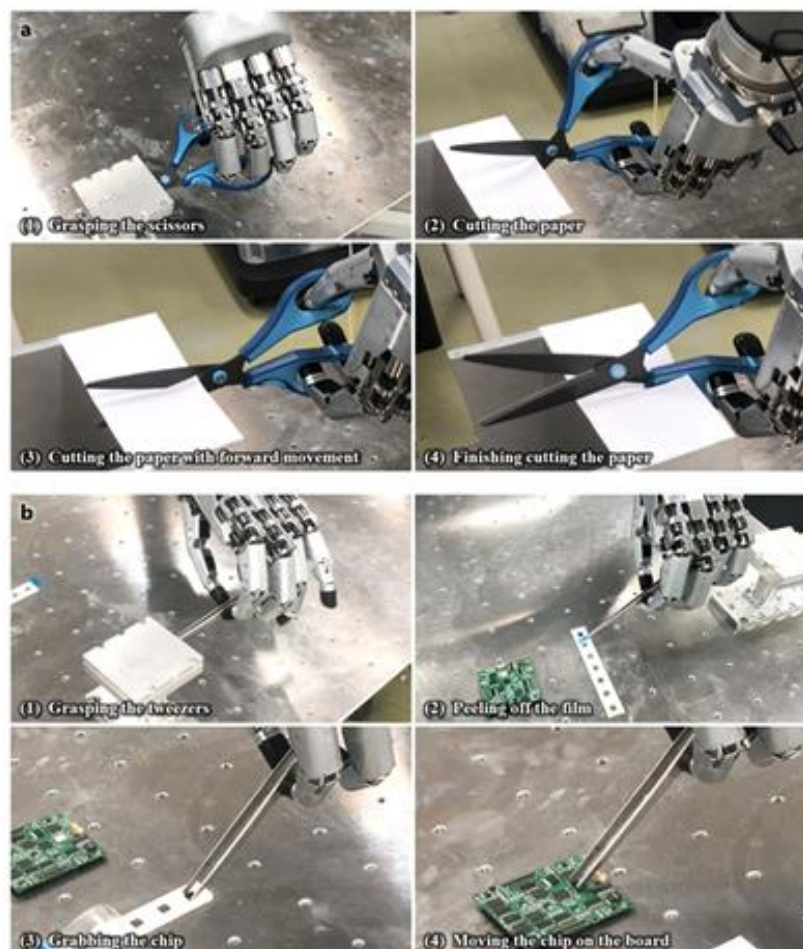 a
(1) Grasping the scissors
(2) Cutting the paper
(3) Cutting the paper with forward movement
(4) Finishing cutting the paper
b
(1) Grasping the tweezers
(2) Peeling off the film
(3) Grabbing the chip
(4) Moving the chip on the board